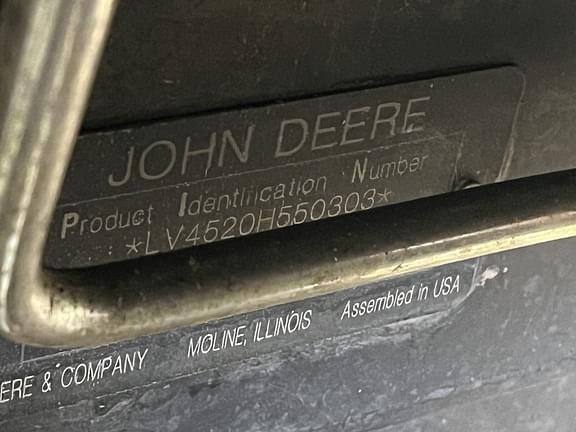 JOHN DEERE
Product Identification Number
*LV4520H550303*
ERE & COMPANY MOLINE, ILLINOIS Assembled in USA